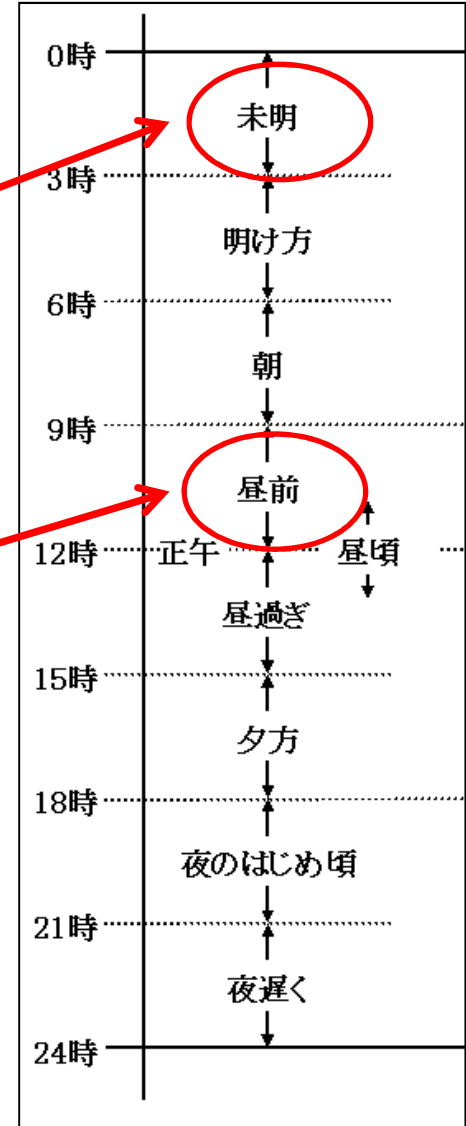 0時
未明
3時
明け方
6時
朝
9時
昼前
12時 正午 昼頃
昼過ぎ
15時
夕方
18時
夜のはじめ頃
21時
夜遅く
24時